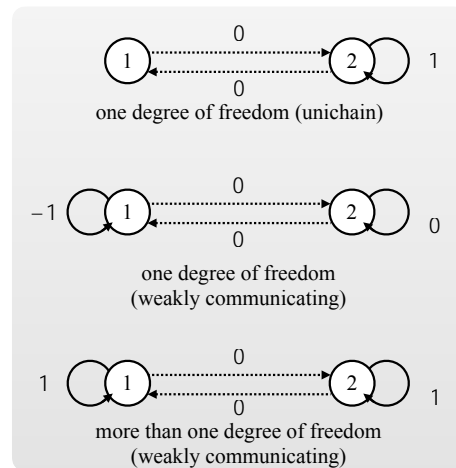 0
1 2 1
0
one degree of freedom (unichain)
0
−1 1 2 0
0
one degree of freedom
(weakly communicating)
0
1 1 2 1
0
more than one degree of freedom
(weakly communicating)